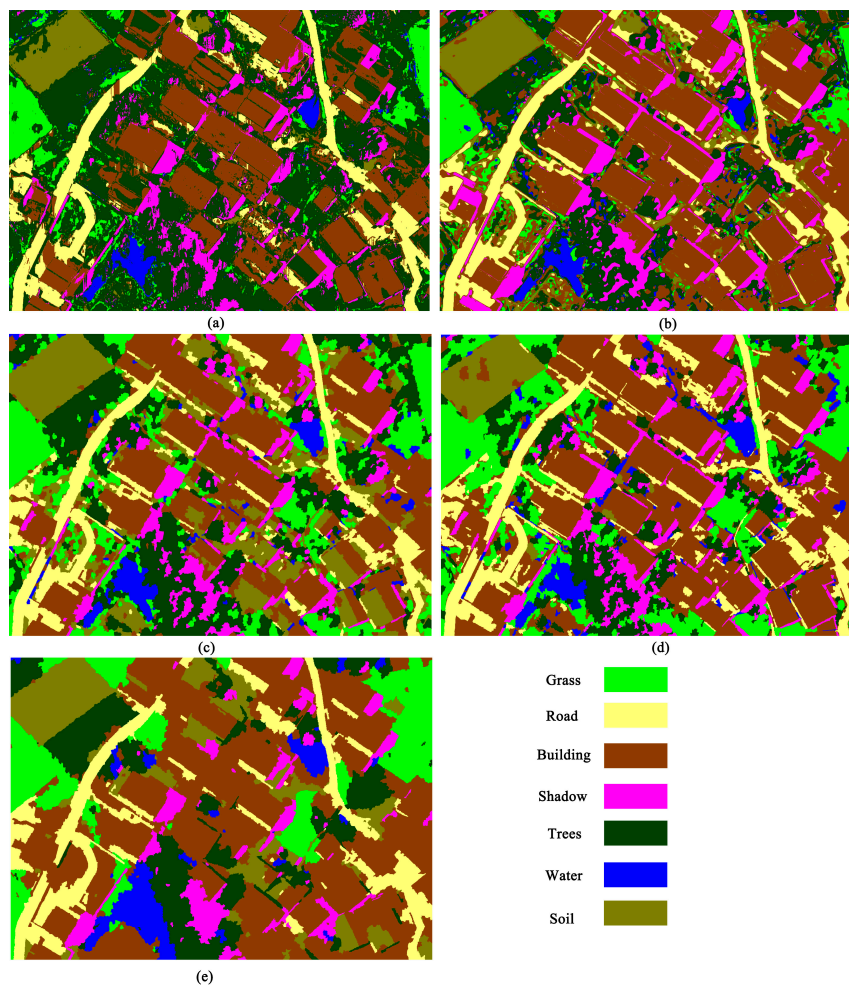 (a)
(b)
(c)
(d)
(e)
Grass
Road
Building
Shadow
Trees
Water
Soil